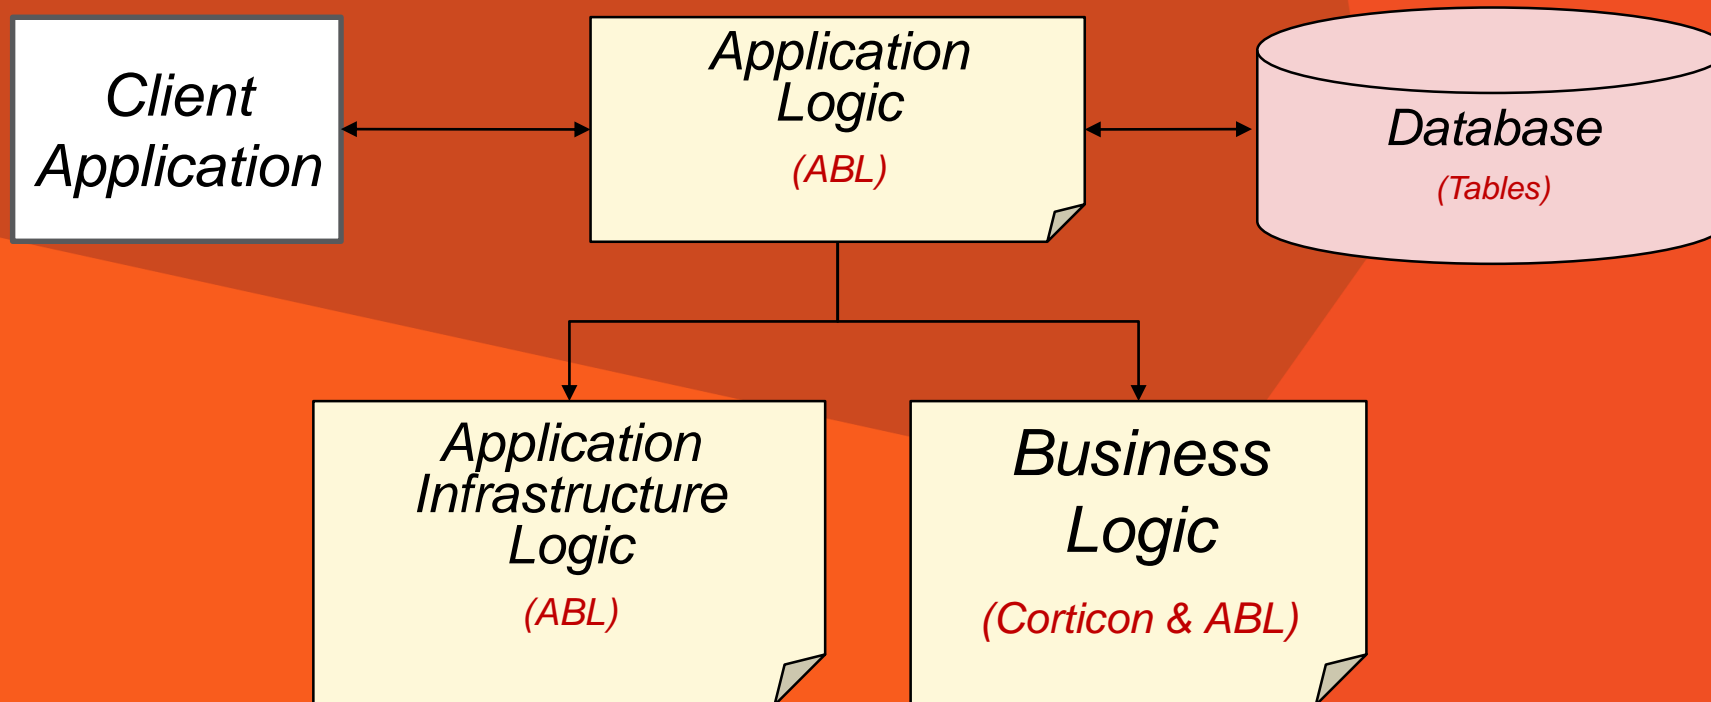 Client
Application
Application
Logic
(ABL)
Database
(Tables)
Application
Infrastructure
Logic
(ABL)
Business
Logic
(Corticon & ABL)